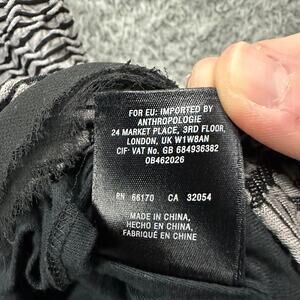 FOR EU: IMPORTED BY
ANTHROPOLOGIE
24 MARKET PLACE, 3RD FLOOR,
LONDON, UK W1W8AN
CIF- VAT No. GB 684936382
OB462026
RN 66170 CA 32054
MADE IN CHINA,
HECHO EN CHINA,
FABRIQUÉ EN CHINE